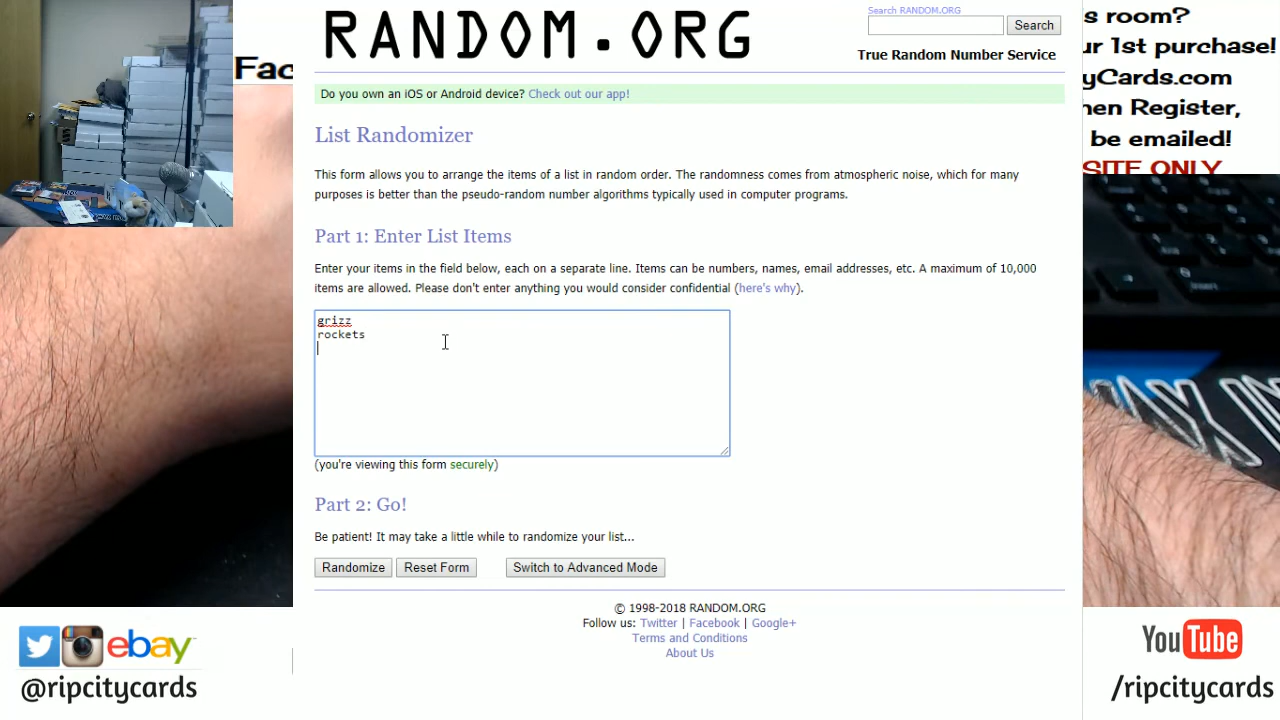 RANDOM.ORG
Search RANDOM.ORG
Search
True Random Number Service
Do you own an iOS or Android device? Check out our app!
List Randomizer
This form allows you to arrange the items of a list in random order. The randomness comes from atmospheric noise, which for many
purposes is better than the pseudo-random number algorithms typically used in computer programs.
Part 1: Enter List Items
Enter your items in the field below, each on a separate line. Items can be numbers, names, email addresses, etc. A maximum of 10,000
items are allowed. Please don't enter anything you would consider confidential (here's why).
grizz
rockets
(you're viewing this form securely)
Part 2: Go!
Be patient! It may take a little while to randomize your list...
Randomize Reset Form Switch to Advanced Mode
© 1998-2018 RANDOM.ORG
Follow us: Twitter | Facebook | Google+
Terms and Conditions
About Us
Fac
s room?
ur 1st purchase!
yCards.com
hen Register,
be emailed!
SITE ONLY
ebay
@ripcitycards
YouTube
/ripcitycards